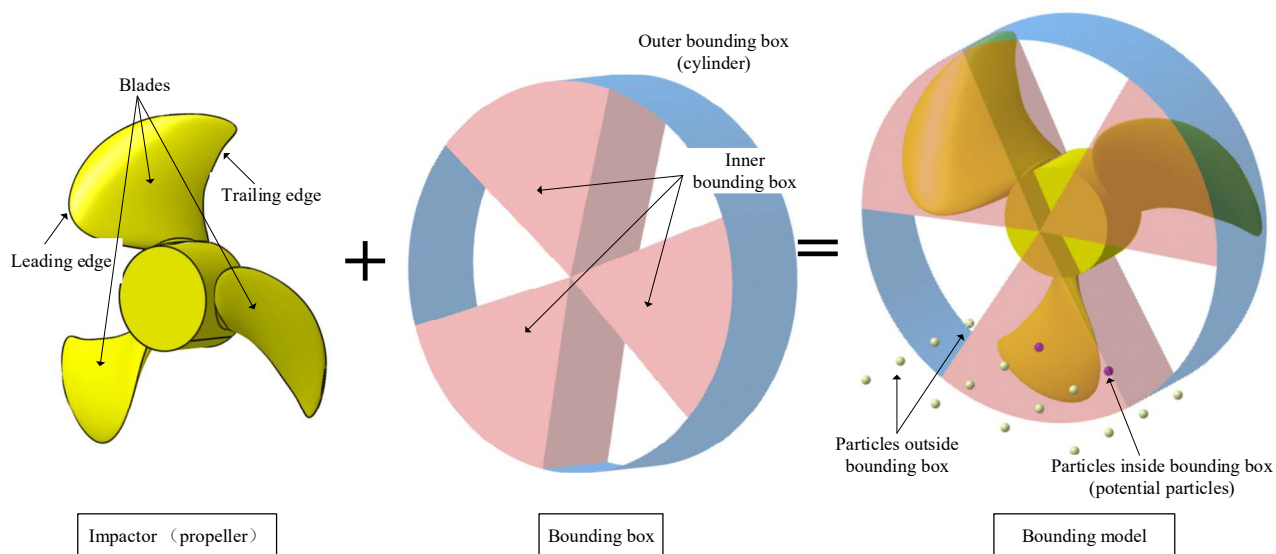 Blades
Trailing edge
Leading edge
Impactor （propeller）
+
Outer bounding box
(cylinder)
Inner
bounding box
Bounding box
=
Particles outside
bounding box
Particles inside bounding box
(potential particles)
Bounding model